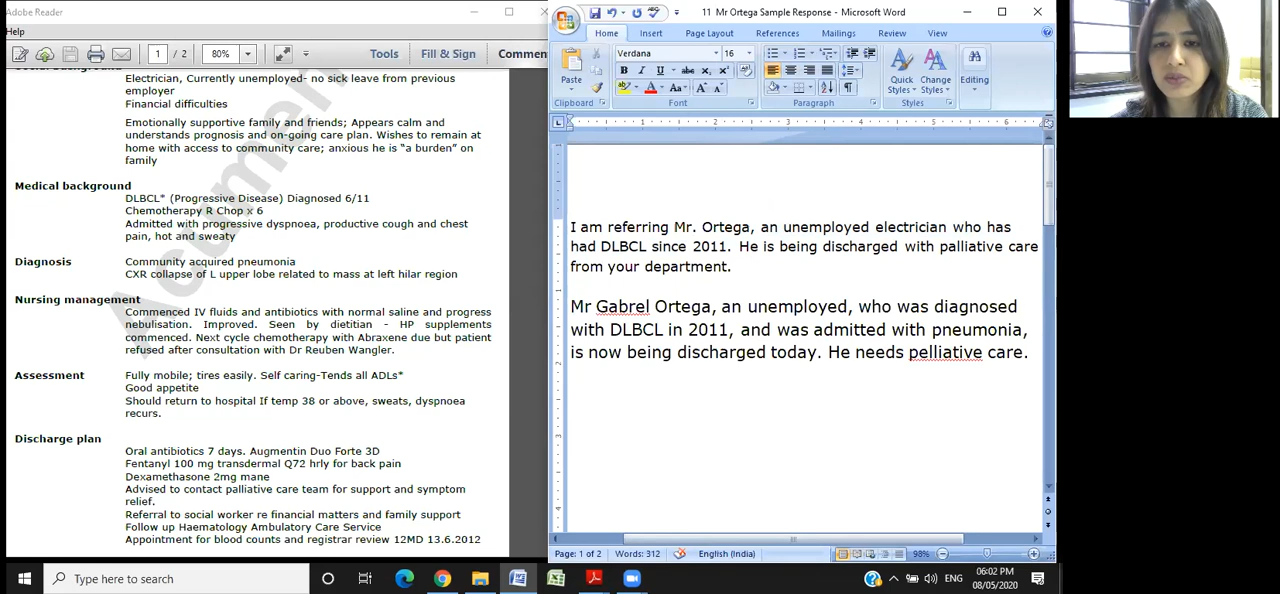 Adobe Reader
11 Mr Ortega Sample Response - Microsoft Word
Help
Home Insert Page Layout References Mailings Review View
1 / 2 80% Tools Fill & Sign Commen
Verdana 16
Paste Quick Styles Change Styles Editing
Clipboard Font Paragraph Styles
Electrician, Currently unemployed- no sick leave from previous
employer
Financial difficulties
Emotionally supportive family and friends; Appears calm and
understands prognosis and on-going care plan. Wishes to remain at
home with access to community care; anxious he is "a burden" on
family
Medical background
DLBCL* (Progressive Disease) Diagnosed 6/11
Chemotherapy R Chop x 6
Admitted with progressive dyspnoea, productive cough and chest
pain, hot and sweaty
Diagnosis Community acquired pneumonia
CXR collapse of L upper lobe related to mass at left hilar region
Nursing management
Commenced IV fluids and antibiotics with normal saline and progress
nebulisation. Improved. Seen by dietitian - HP supplements
commenced. Next cycle chemotherapy with Abraxene due but patient
refused after consultation with Dr Reuben Wangler.
Assessment Fully mobile; tires easily. Self caring-Tends all ADLs*
Good appetite
Should return to hospital If temp 38 or above, sweats, dyspnoea
recurs.
Discharge plan
Oral antibiotics 7 days. Augmentin Duo Forte 3D
Fentanyl 100 mg transdermal Q72 hrly for back pain
Dexamethasone 2mg mane
Advised to contact palliative care team for support and symptom
relief.
Referral to social worker re financial matters and family support
Follow up Haematology Ambulatory Care Service
Appointment for blood counts and registrar review 12MD 13.6.2012
I am referring Mr. Ortega, an unemployed electrician who has
had DLBCL since 2011. He is being discharged with palliative care
from your department.
Mr Gabrel Ortega, an unemployed, who was diagnosed
with DLBCL in 2011, and was admitted with pneumonia,
is now being discharged today. He needs pelliative care.
Page: 1 of 2 Words: 312 English (India) 98%
Type here to search
ENG
06:02 PM
08/05/2020